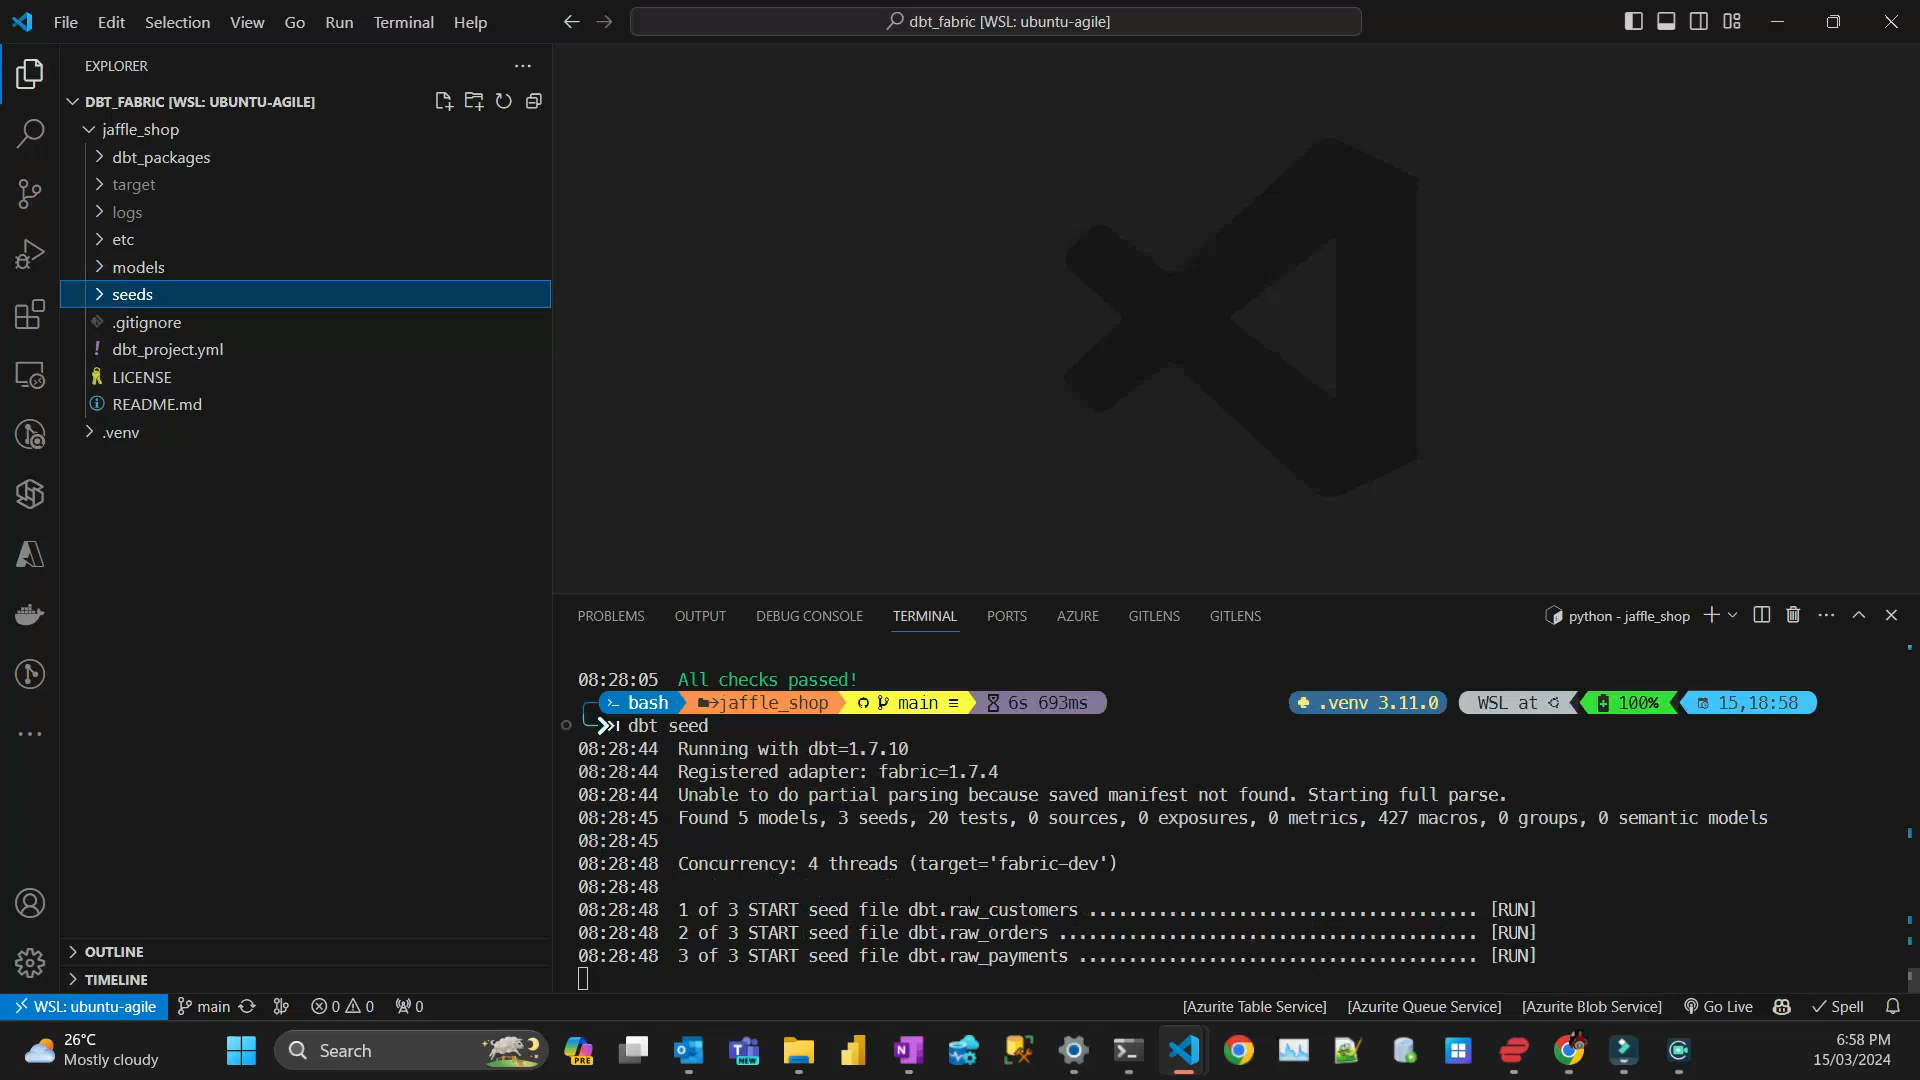 File Edit Selection View Go Run Terminal Help
dbt_fabric [WSL: ubuntu-agile]
EXPLORER
DBT_FABRIC [WSL: UBUNTU-AGILE]
jaffle_shop
dbt_packages
target
logs
etc
models
seeds
.gitignore
dbt_project.yml
LICENSE
README.md
.venv
OUTLINE
TIMELINE
PROBLEMS OUTPUT DEBUG CONSOLE TERMINAL PORTS AZURE GITLENS GITLENS
python - jaffle_shop
08:28:05 All checks passed!
bash jaffle_shop main ≡ 6s 693ms .venv 3.11.0 WSL at 100% 15,18:58
dbt seed
08:28:44 Running with dbt=1.7.10
08:28:44 Registered adapter: fabric=1.7.4
08:28:44 Unable to do partial parsing because saved manifest not found. Starting full parse.
08:28:45 Found 5 models, 3 seeds, 20 tests, 0 sources, 0 exposures, 0 metrics, 427 macros, 0 groups, 0 semantic models
08:28:45
08:28:48 Concurrency: 4 threads (target='fabric-dev')
08:28:48
08:28:48 1 of 3 START seed file dbt.raw_customers ....................................... [RUN]
08:28:48 2 of 3 START seed file dbt.raw_orders .......................................... [RUN]
08:28:48 3 of 3 START seed file dbt.raw_payments ........................................ [RUN]
WSL: ubuntu-agile main 0 0 0 [Azurite Table Service] [Azurite Queue Service] [Azurite Blob Service] Go Live Spell
26°C
Mostly cloudy
Search
PRE
NEW
6:58 PM
15/03/2024